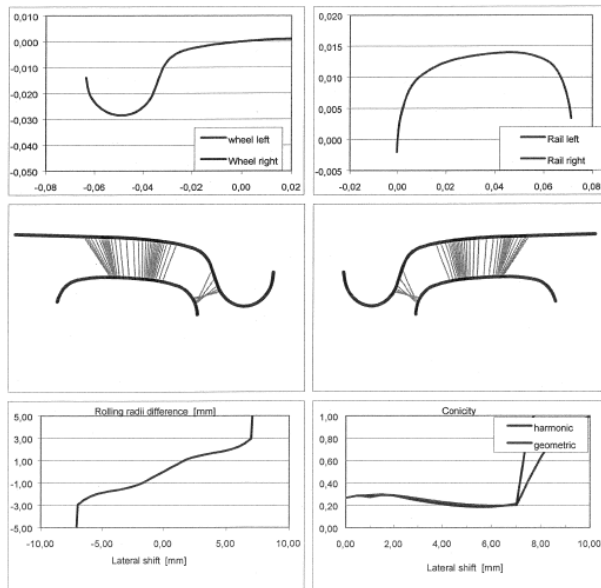 0,010
0,000
-0,010
-0,020
-0,030
-0,040
-0,050
wheel left
Wheel right
-0,08 -0,06 -0,04 -0,02 0,00 0,02
0,020
0,015
0,010
0,005
0,000
-0,005
Rail left
Rail right
-0,02 0,00 0,02 0,04 0,06 0,08
Rolling radii difference [mm]
5,00
3,00
1,00
-1,00
-3,00
-5,00
-10,00 -5,00 0,00 5,00 10,00
Lateral shift [mm]
Conicity
1,00
0,80
0,60
0,40
0,20
0,00
harmonic
geometric
0,00 2,00 4,00 6,00 8,00 10,00
Lateral shift [mm]